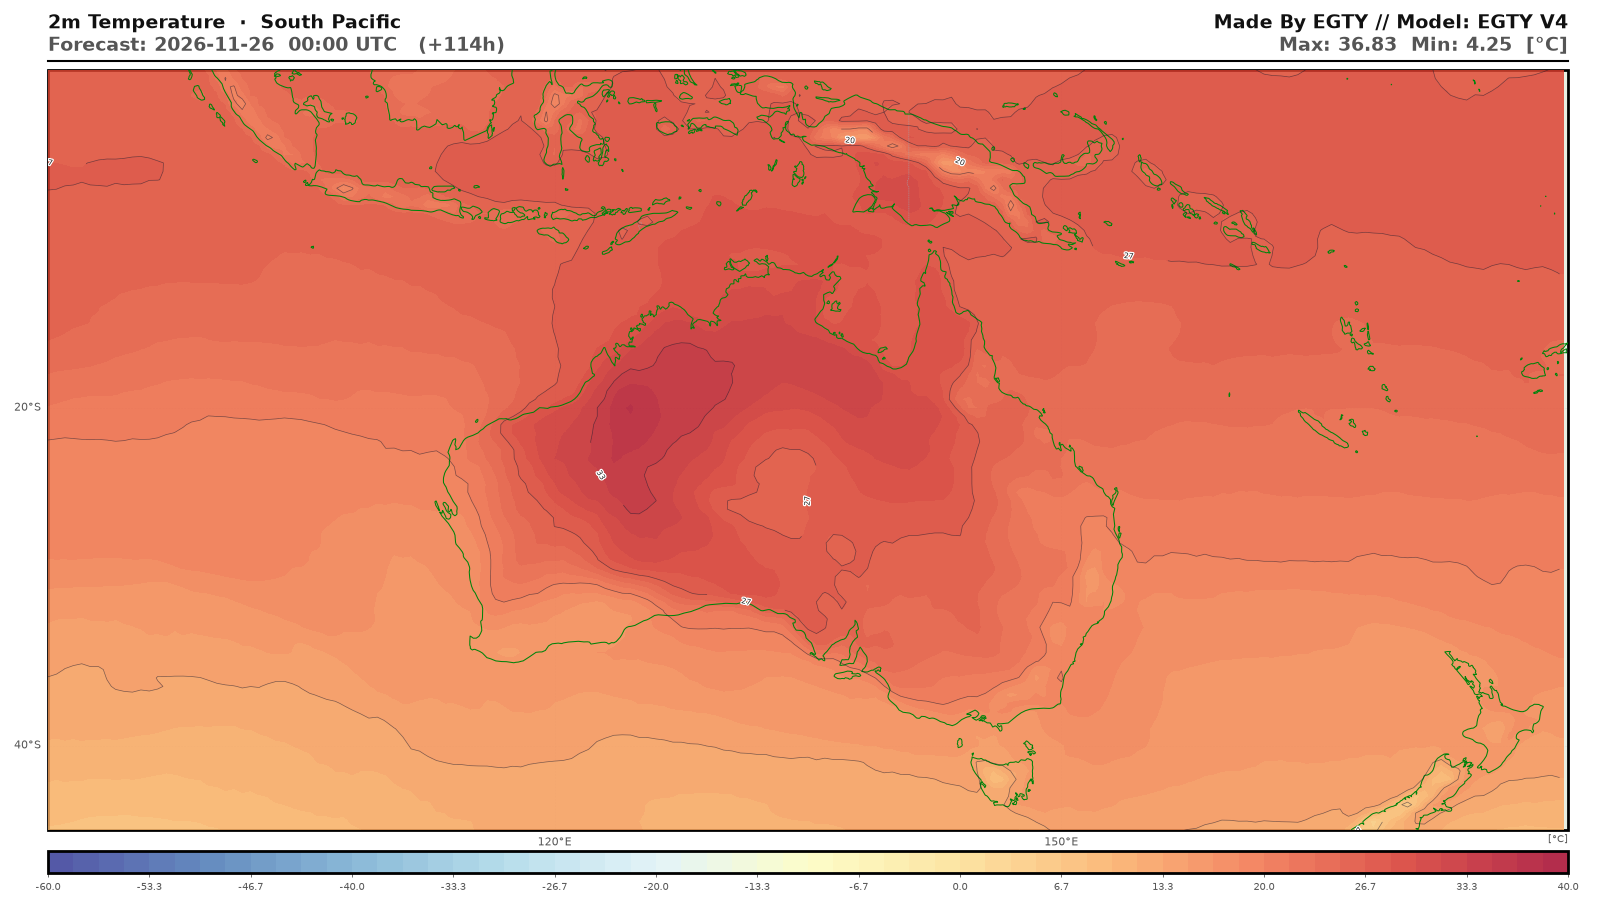 2m Temperature · South Pacific
Made By EGTY // Model: EGTY V4
Forecast: 2026-11-26 00:00 UTC (+114h)
Max: 36.83 Min: 4.25 [°C]
20
20
7
27
20°S
33
27
27
40°S
120°E
150°E
[°C]
-60.0 -53.3 -46.7 -40.0 -33.3 -26.7 -20.0 -13.3 -6.7 0.0 6.7 13.3 20.0 26.7 33.3 40.0